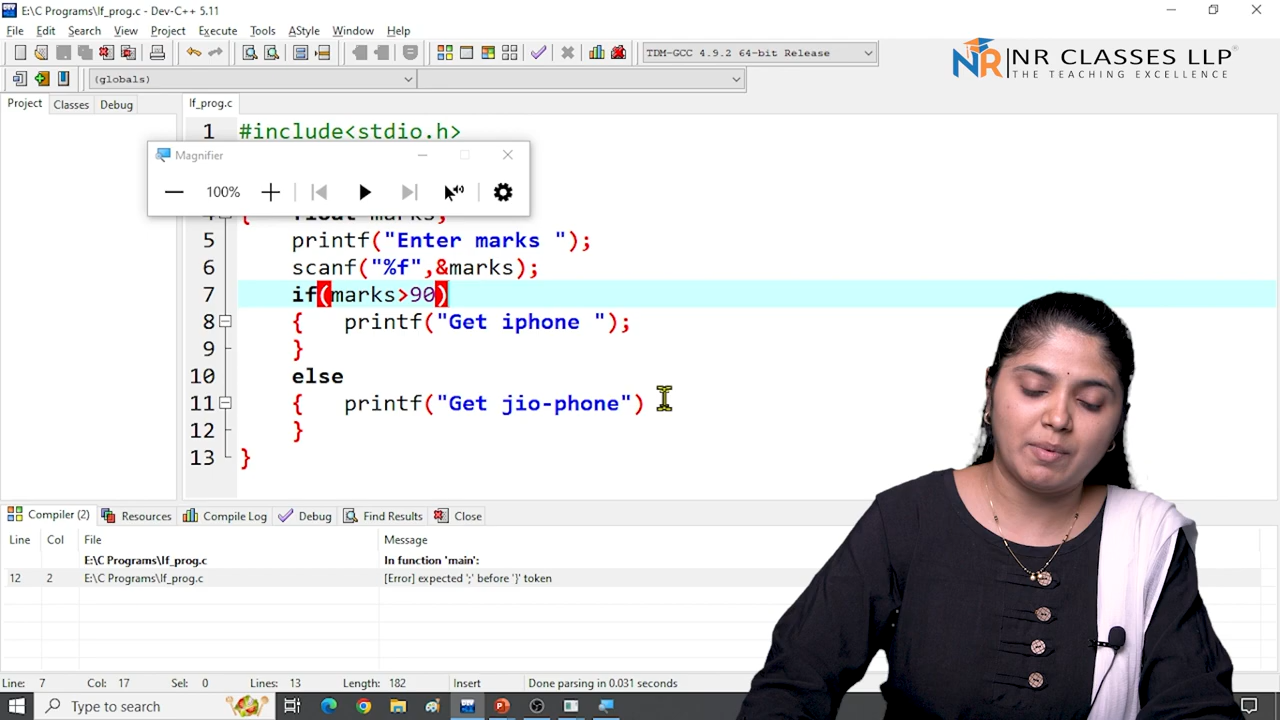 E:\C Programs\If_prog.c - Dev-C++ 5.11
File Edit Search View Project Execute Tools AStyle Window Help
TDM-GCC 4.9.2 64-bit Release
(globals)
NR NR CLASSES LLP
THE TEACHING EXCELLENCE
Project Classes Debug If_prog.c
1 #include<stdio.h>
Magnifier
100%
4 { float marks;
5 printf("Enter marks ");
6 scanf("%f",&marks);
7 if(marks>90)
8 { printf("Get iphone ");
9 }
10 else
11 { printf("Get jio-phone")
12 }
13 }
Compiler (2) Resources Compile Log Debug Find Results Close
Line Col File Message
E:\C Programs\If_prog.c In function 'main':
12 2 E:\C Programs\If_prog.c [Error] expected ';' before '}' token
Line: 7 Col: 17 Sel: 0 Lines: 13 Length: 182 Insert Done parsing in 0.031 seconds
Type to search